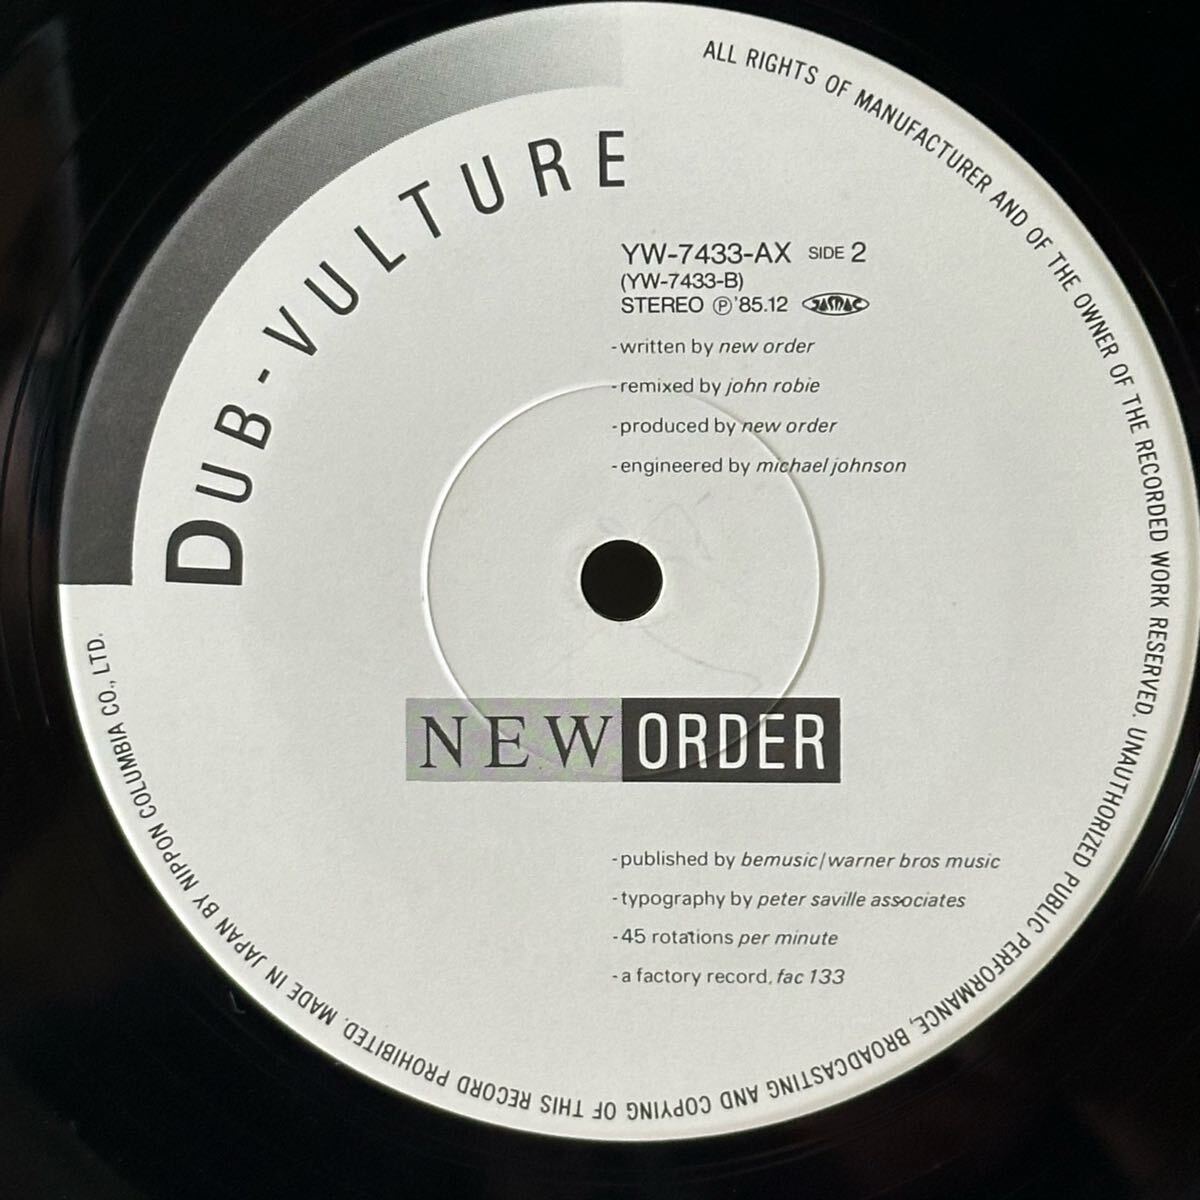 DUB-VULTURE
YW-7433-AX SIDE 2
(YW-7433-B)
STEREO Ⓟ'85.12 JASRAC
-written by new order
-remixed by john robie
-produced by new order
-engineered by michael johnson
NEW ORDER
-published by bemusic/warner bros music
-typography by peter saville associates
-45 rotations per minute
-a factory record, fac 133
ALL RIGHTS OF MANUFACTURER AND OF THE OWNER OF THE RECORDED WORK RESERVED. UNAUTHORIZED PUBLIC PERFORMANCE, BROADCASTING AND COPYING OF THIS RECORD PROHIBITED. MADE IN JAPAN BY NIPPON COLUMBIA CO., LTD.